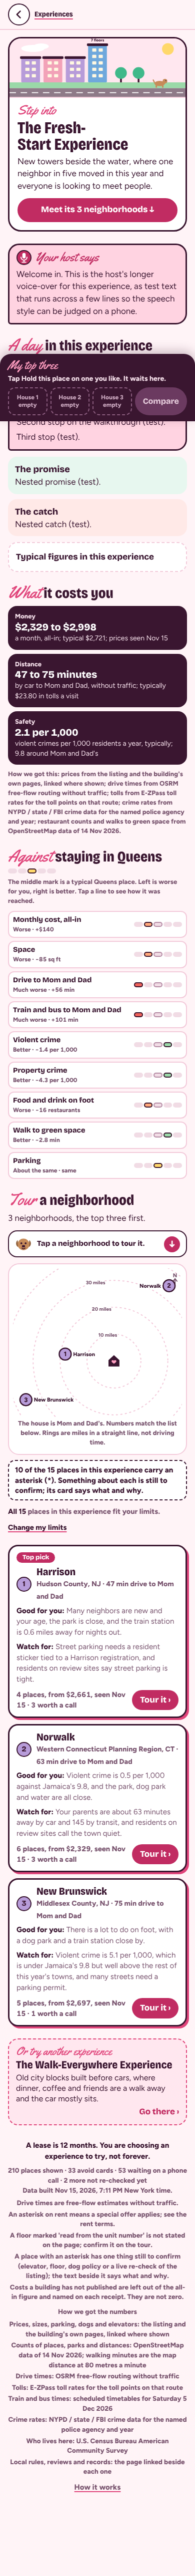 Experiences
7 floors
Step into
The Fresh-
Start Experience
New towers beside the water, where one
neighbor in five moved in this year and
everyone is looking to meet people.
Meet its 3 neighborhoods ↓
Your host says
Welcome in. This is the host's longer
voice-over for this experience, as test text
that runs across a few lines so the speech
style can be judged on a phone.
A day in this experience
My top three
Tap Hold this place on any one you like. It waits here.
House 1
empty
House 2
empty
House 3
empty
Compare
Second stop of the walkthrough (test).
Third stop (test).
The promise
Nested promise (test).
The catch
Nested catch (test).
Typical figures in this experience
What it costs you
Money
$2,329 to $2,998
a month, all-in; typical $2,721; prices seen Nov 15
Distance
47 to 75 minutes
by car to Mom and Dad, without traffic; typically
$23.80 in tolls a visit
Safety
2.1 per 1,000
violent crimes per 1,000 residents a year, typically;
9.8 around Mom and Dad's
How we got this: prices from the listing and the building's
own pages, linked where shown; drive times from OSRM
free-flow routing without traffic; tolls from E-ZPass toll
rates for the toll points on that route; crime rates from
NYPD / state / FBI crime data for the named police agency
and year; restaurant counts and walks to green space from
OpenStreetMap data of 14 Nov 2026.
Against staying in Queens
The middle mark is a typical Queens place. Left is worse
for you, right is better. Tap a line to see how it was
reached.
Monthly cost, all-in
Worse · +$140
Space
Worse · −85 sq ft
Drive to Mom and Dad
Much worse · +56 min
Train and bus to Mom and Dad
Much worse · +101 min
Violent crime
Better · −1.4 per 1,000
Property crime
Better · −4.3 per 1,000
Food and drink on foot
Worse · −16 restaurants
Walk to green space
Better · −2.8 min
Parking
About the same · same
Tour a neighborhood
3 neighborhoods, the top three first.
Tap a neighborhood to tour it.
N
30 miles
Norwalk 2
20 miles
10 miles
1 Harrison
3 New Brunswick
The house is Mom and Dad's. Numbers match the list
below. Rings are miles in a straight line, not driving
time.
10 of the 15 places in this experience carry an
asterisk (*). Something about each is still to
confirm; its card says what and why.
All 15 places in this experience fit your limits.
Change my limits
Top pick
Harrison
1
Hudson County, NJ · 47 min drive to Mom
and Dad
Good for you: Many neighbors are new and
your age, the park is close, and the train station
is 0.6 miles away for nights out.
Watch for: Street parking needs a resident
sticker tied to a Harrison registration, and
residents on review sites say street parking is
tight.
4 places, from $2,661, seen Nov
15 · 3 worth a call
Tour it ›
Norwalk
2
Western Connecticut Planning Region, CT ·
63 min drive to Mom and Dad
Good for you: Violent crime is 0.5 per 1,000
against Jamaica's 9.8, and the park, dog park
and water are all close.
Watch for: Your parents are about 63 minutes
away by car and 145 by transit, and residents on
review sites call the town quiet.
6 places, from $2,329, seen Nov
15 · 3 worth a call
Tour it ›
New Brunswick
3
Middlesex County, NJ · 75 min drive to
Mom and Dad
Good for you: There is a lot to do on foot, with
a dog park and a train station close by.
Watch for: Violent crime is 5.1 per 1,000, which
is under Jamaica's 9.8 but well above the rest of
this year's towns, and many streets need a
parking permit.
5 places, from $2,697, seen Nov
15 · 1 worth a call
Tour it ›
Or try another experience
The Walk-Everywhere Experience
Old city blocks built before cars, where
dinner, coffee and friends are a walk away
and the car mostly sits.
Go there ›
A lease is 12 months. You are choosing an
experience to try, not forever.
210 places shown · 33 avoid cards · 53 waiting on a phone
call · 2 more not re-checked yet
Data built Nov 15, 2026, 7:11 PM New York time.
Drive times are free-flow estimates without traffic.
An asterisk on rent means a special offer applies; see the
rent terms.
A floor marked 'read from the unit number' is not stated
on the page; confirm it on the tour.
A place with an asterisk has one thing still to confirm
(elevator, floor, dog policy or a live re-check of the
listing); the text beside it says what and why.
Costs a building has not published are left out of the all-
in figure and named on each receipt. They are not zero.
How we got the numbers
Prices, sizes, parking, dogs and elevators: the listing and
the building's own pages, linked where shown
Counts of places, parks and distances: OpenStreetMap
data of 14 Nov 2026; walking minutes are the map
distance at 80 metres a minute
Drive times: OSRM free-flow routing without traffic
Tolls: E-ZPass toll rates for the toll points on that route
Train and bus times: scheduled timetables for Saturday 5
Dec 2026
Crime rates: NYPD / state / FBI crime data for the named
police agency and year
Who lives here: U.S. Census Bureau American
Community Survey
Local rules, reviews and records: the page linked beside
each one
How it works